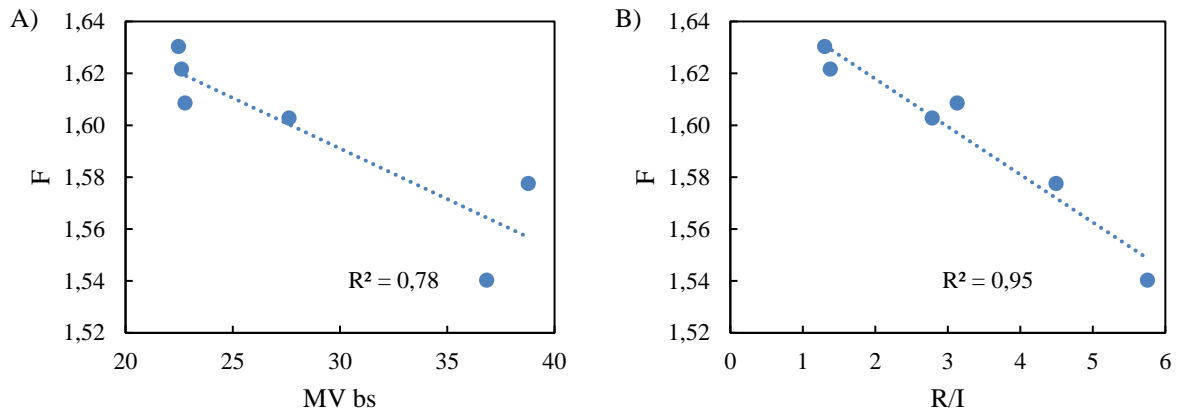 A)
F
1,64
1,62
1,60
1,58
1,56
1,54
1,52
R² = 0,78
20 25 30 35 40
MV bs
B)
F
1,64
1,62
1,60
1,58
1,56
1,54
1,52
R² = 0,95
0 1 2 3 4 5 6
R/I